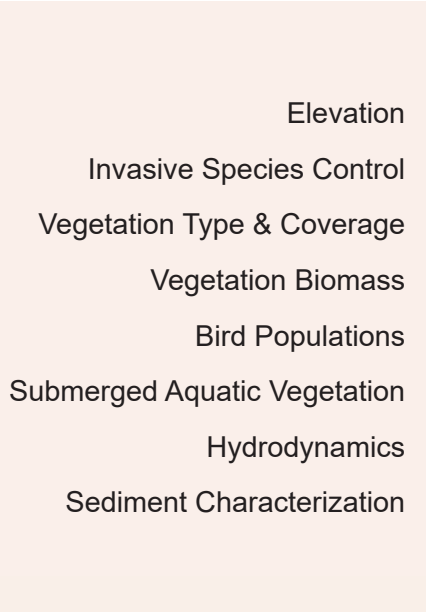 Elevation
Invasive Species Control
Vegetation Type & Coverage
Vegetation Biomass
Bird Populations
Submerged Aquatic Vegetation
Hydrodynamics
Sediment Characterization